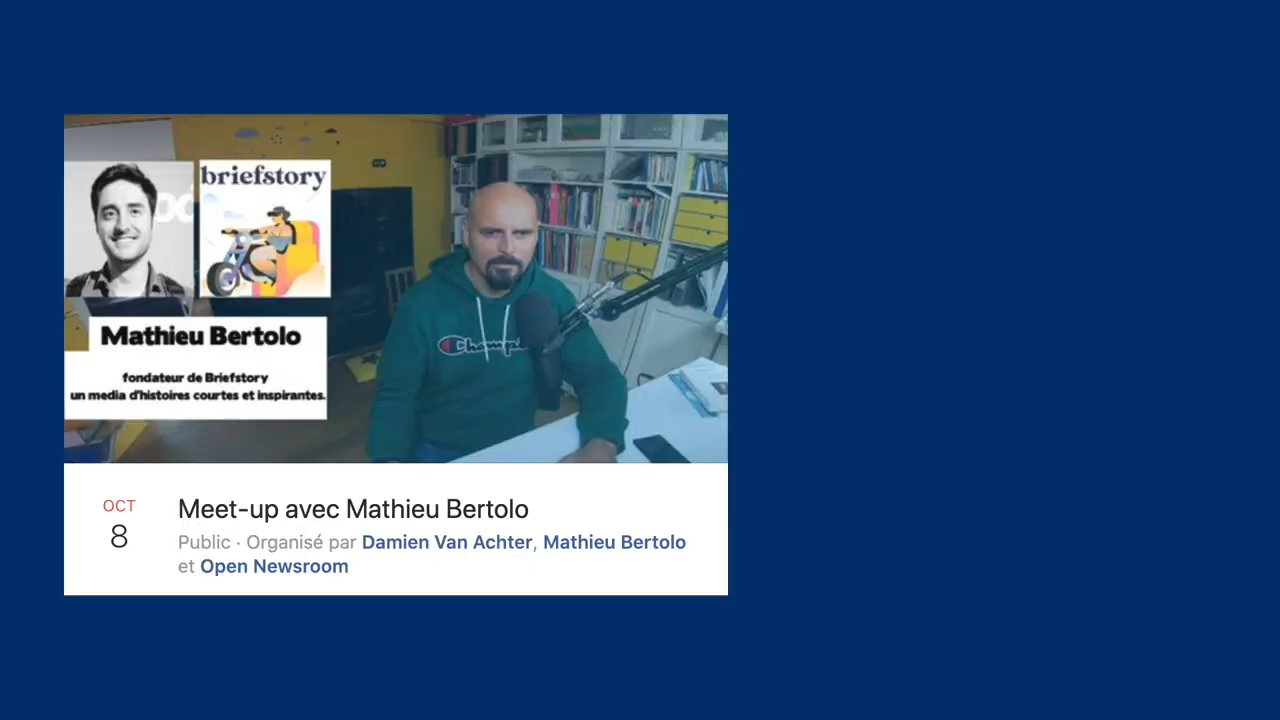 briefstory
Mathieu Bertolo
fondateur de Briefstory
un media d'histoires courtes et inspirantes.
OCT
8
Meet-up avec Mathieu Bertolo
Public · Organisé par Damien Van Achter, Mathieu Bertolo
et Open Newsroom